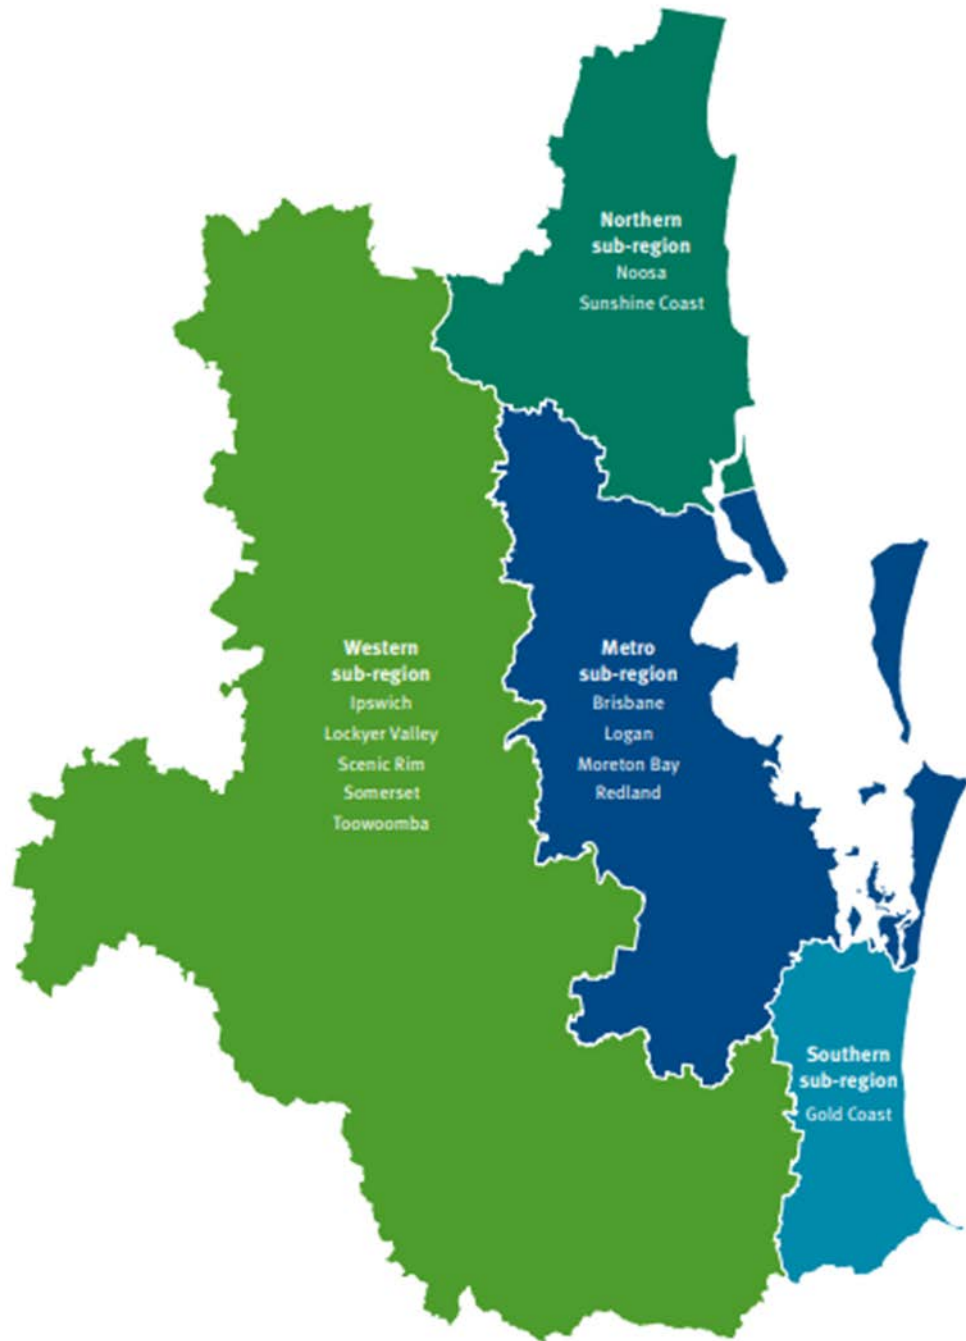 Northern
sub-region
Noosa
Sunshine Coast
Western
sub-region
Ipswich
Lockyer Valley
Scenic Rim
Somerset
Toowoomba
Metro
sub-region
Brisbane
Logan
Moreton Bay
Redland
Southern
sub-region
Gold Coast